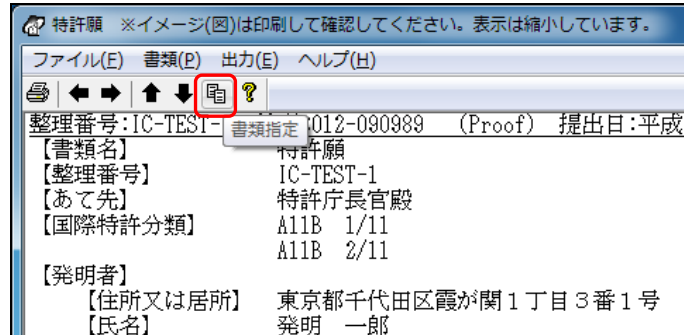 特許願 ※イメージ(図)は印刷して確認してください。表示は縮小しています。
ファイル(F) 書類(P) 出力(E) ヘルプ(H)
整理番号:IC-TEST- 012-090989 (Proof) 提出日:平成
書類指定
【書類名】 特許願
【整理番号】 IC-TEST-1
【あて先】 特許庁長官殿
【国際特許分類】 A11B 1/11
A11B 2/11
【発明者】
【住所又は居所】 東京都千代田区霞が関1丁目3番1号
【氏名】 発明 一郎